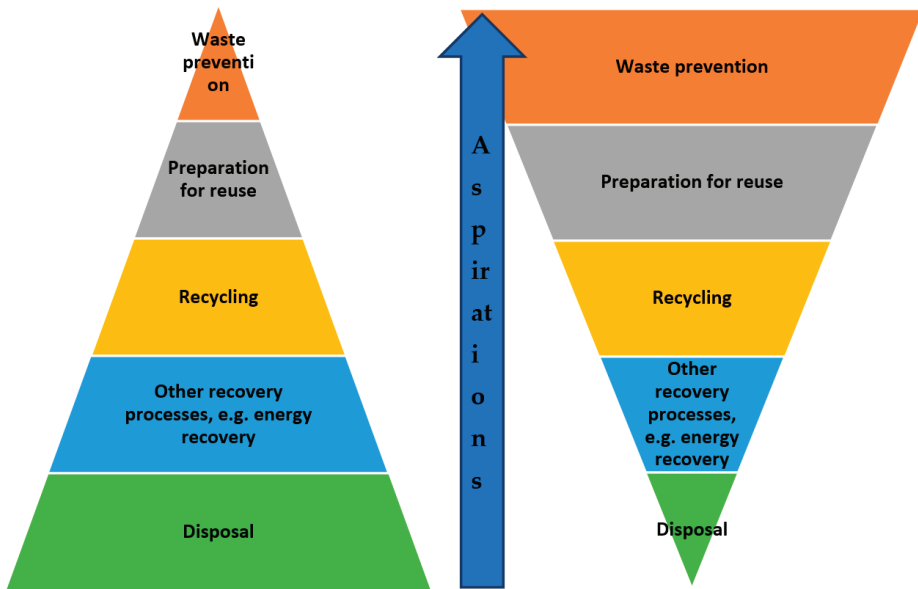 Waste
preventi
on
Preparation
for reuse
Recycling
Other recovery
processes, e.g. energy
recovery
Disposal
A
s
p
ir
at
i
o
n
s
Waste prevention
Preparation for reuse
Recycling
Other
recovery
processes,
e.g. energy
recovery
Disposal